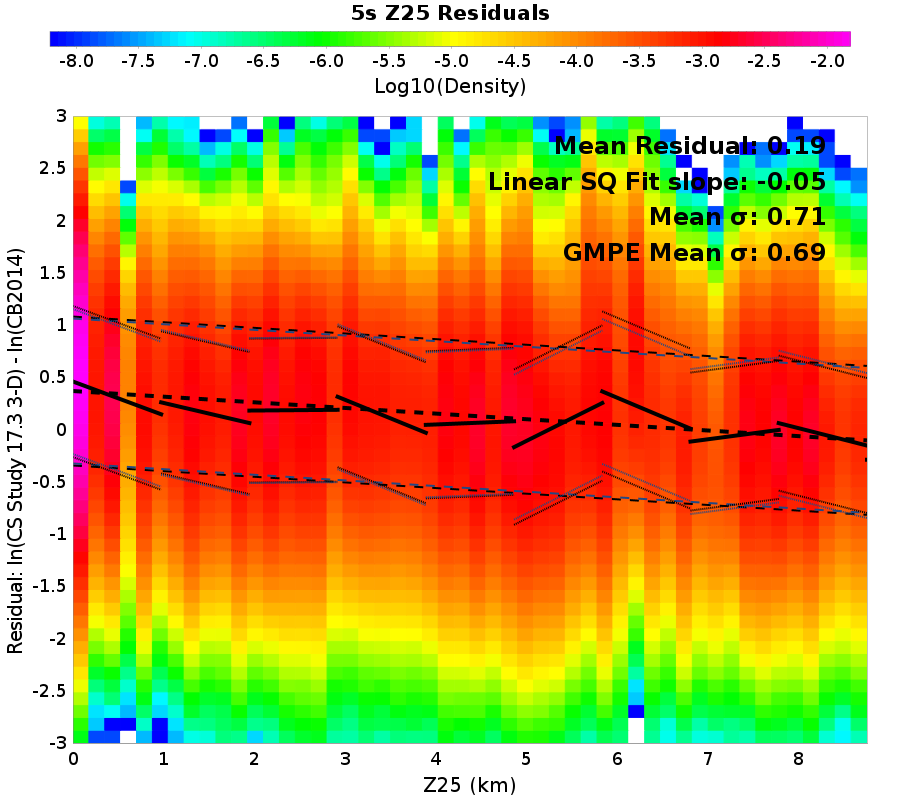 5s Z25 Residuals
-8.0 -7.5 -7.0 -6.5 -6.0 -5.5 -5.0 -4.5 -4.0 -3.5 -3.0 -2.5 -2.0
Log10(Density)
Mean Residual: 0.19
Linear SQ Fit slope: -0.05
Mean σ: 0.71
GMPE Mean σ: 0.69
Residual: ln(CS Study 17.3 3-D) - ln(CB2014)
3
2.5
2
1.5
1
0.5
0
-0.5
-1
-1.5
-2
-2.5
-3
0 1 2 3 4 5 6 7 8
Z25 (km)